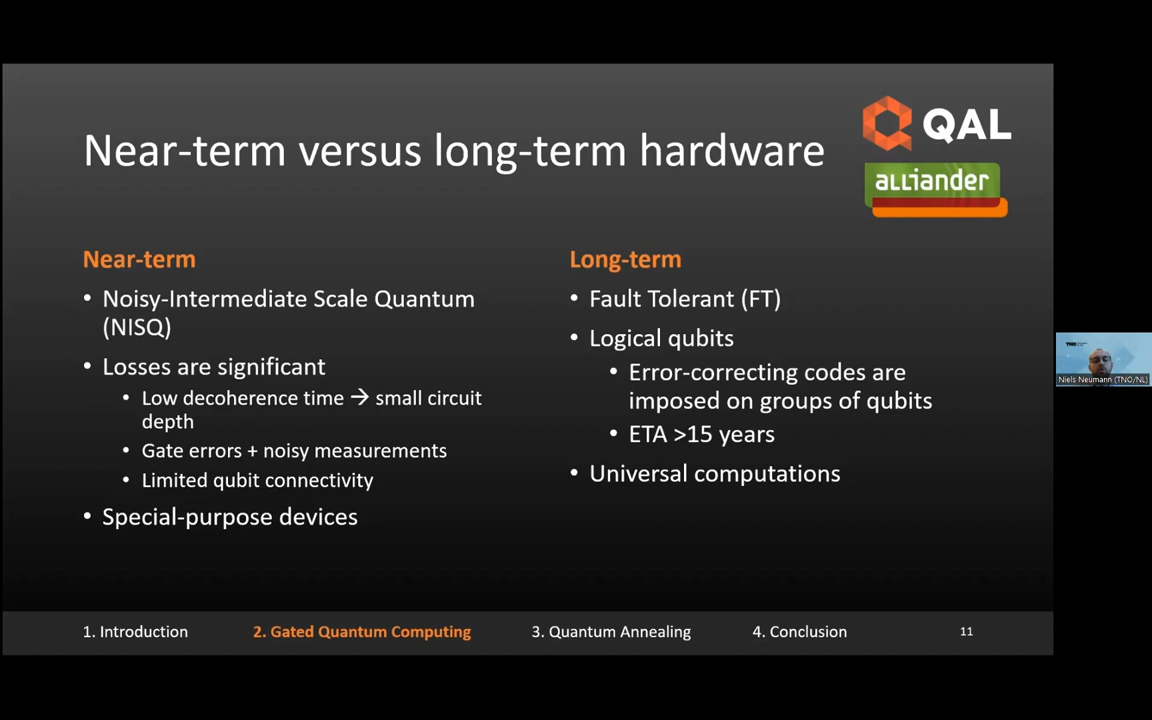 Near-term versus long-term hardware
QAL
alliander
Near-term
• Noisy-Intermediate Scale Quantum
(NISQ)
• Losses are significant
• Low decoherence time → small circuit
depth
• Gate errors + noisy measurements
• Limited qubit connectivity
• Special-purpose devices
Long-term
• Fault Tolerant (FT)
• Logical qubits
• Error-correcting codes are
imposed on groups of qubits
• ETA >15 years
• Universal computations
TNO
Niels Neumann (TNO/NL)
1. Introduction
2. Gated Quantum Computing
3. Quantum Annealing
4. Conclusion
11